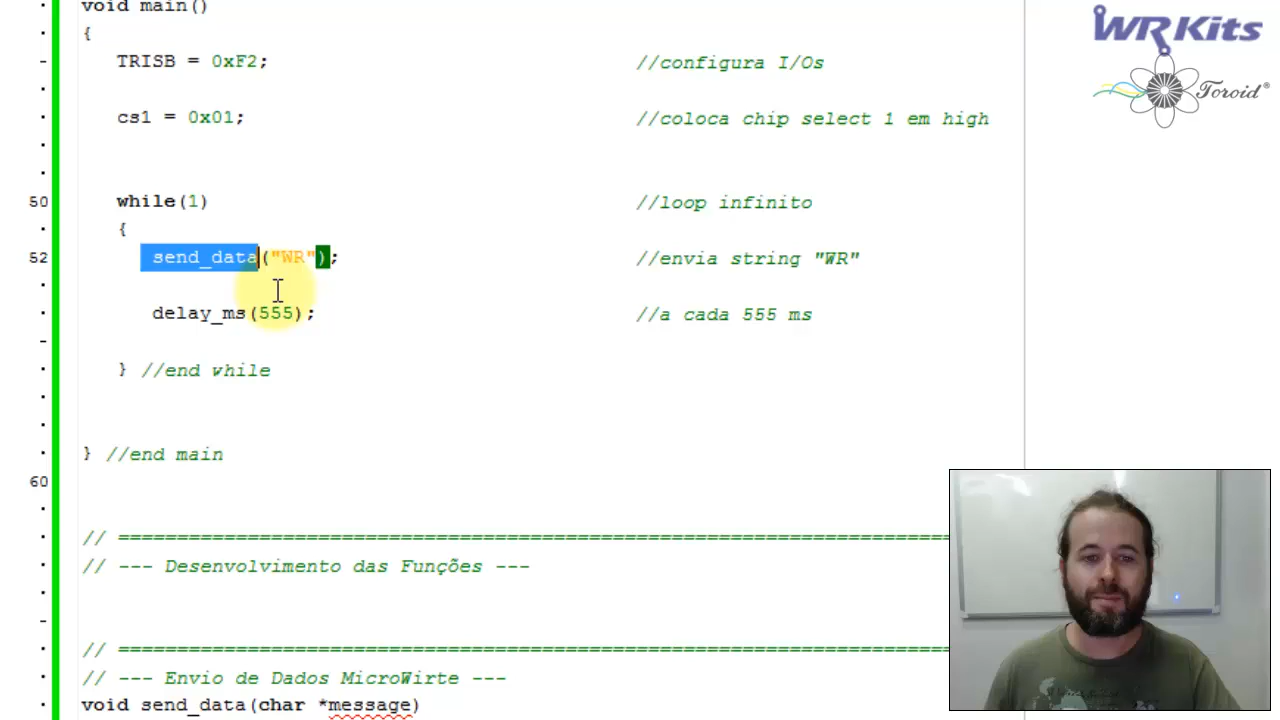 void main()
{
TRISB = 0xF2; //configura I/Os
cs1 = 0x01; //coloca chip select 1 em high
50 while(1) //loop infinito
{
52 send_data("WR"); //envia string "WR"
delay_ms(555); //a cada 555 ms
} //end while
} //end main
60
// =======================================================================
// --- Desenvolvimento das Funções ---
// =======================================================================
// --- Envio de Dados MicroWirte ---
void send_data(char *message)
WR Kits
Toroid®